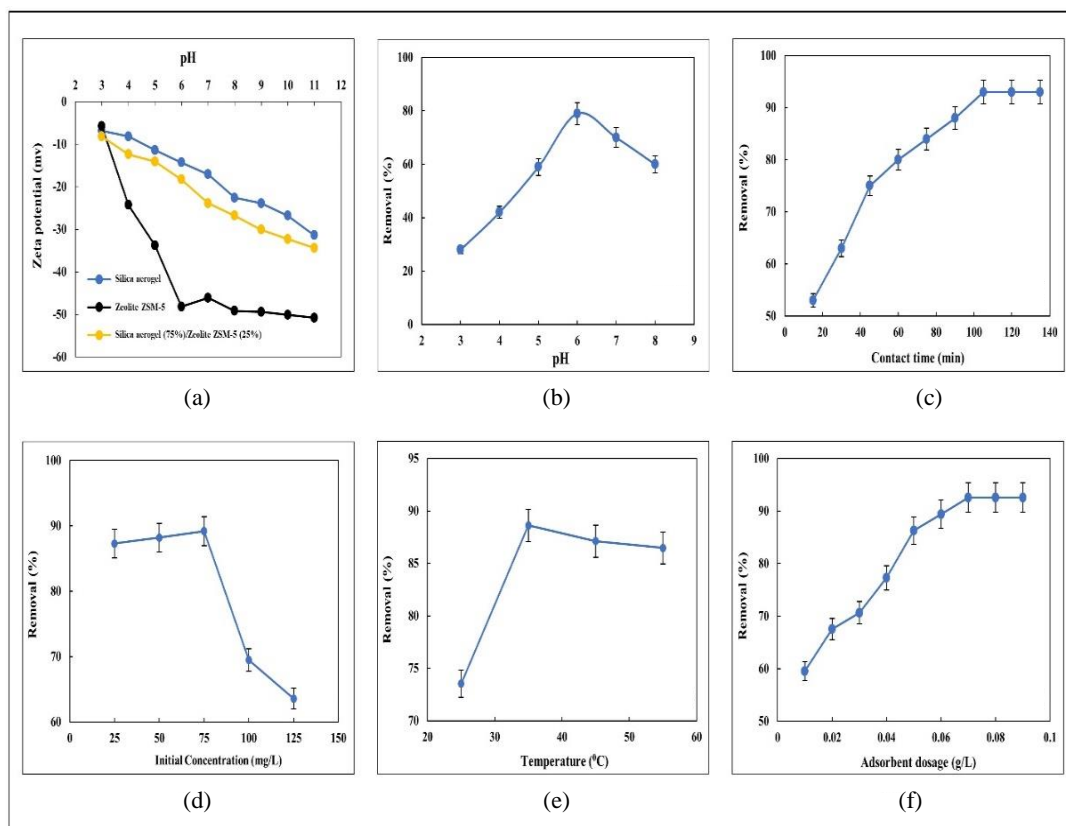 pH
2 3 4 5 6 7 8 9 10 11 12
0
-10
-20
-30
-40
-50
-60
Zeta potential (mv)
Silica aerogel
Zeolite ZSM-5
Silica aerogel (75%)/Zeolite ZSM-5 (25%)
(a)
100
80
60
40
20
0
Removal (%)
2 3 4 5 6 7 8 9
pH
(b)
100
90
80
70
60
50
Removal (%)
0 20 40 60 80 100 120 140
Contact time (min)
(c)
100
90
80
70
60
Removal (%)
0 25 50 75 100 125 150
Initial Concentration (mg/L)
(d)
95
90
85
80
75
70
Removal (%)
20 30 40 50 60
Temperature (⁰C)
(e)
100
90
80
70
60
50
Removal (%)
0 0.02 0.04 0.06 0.08 0.1
Adsorbent dosage (g/L)
(f)